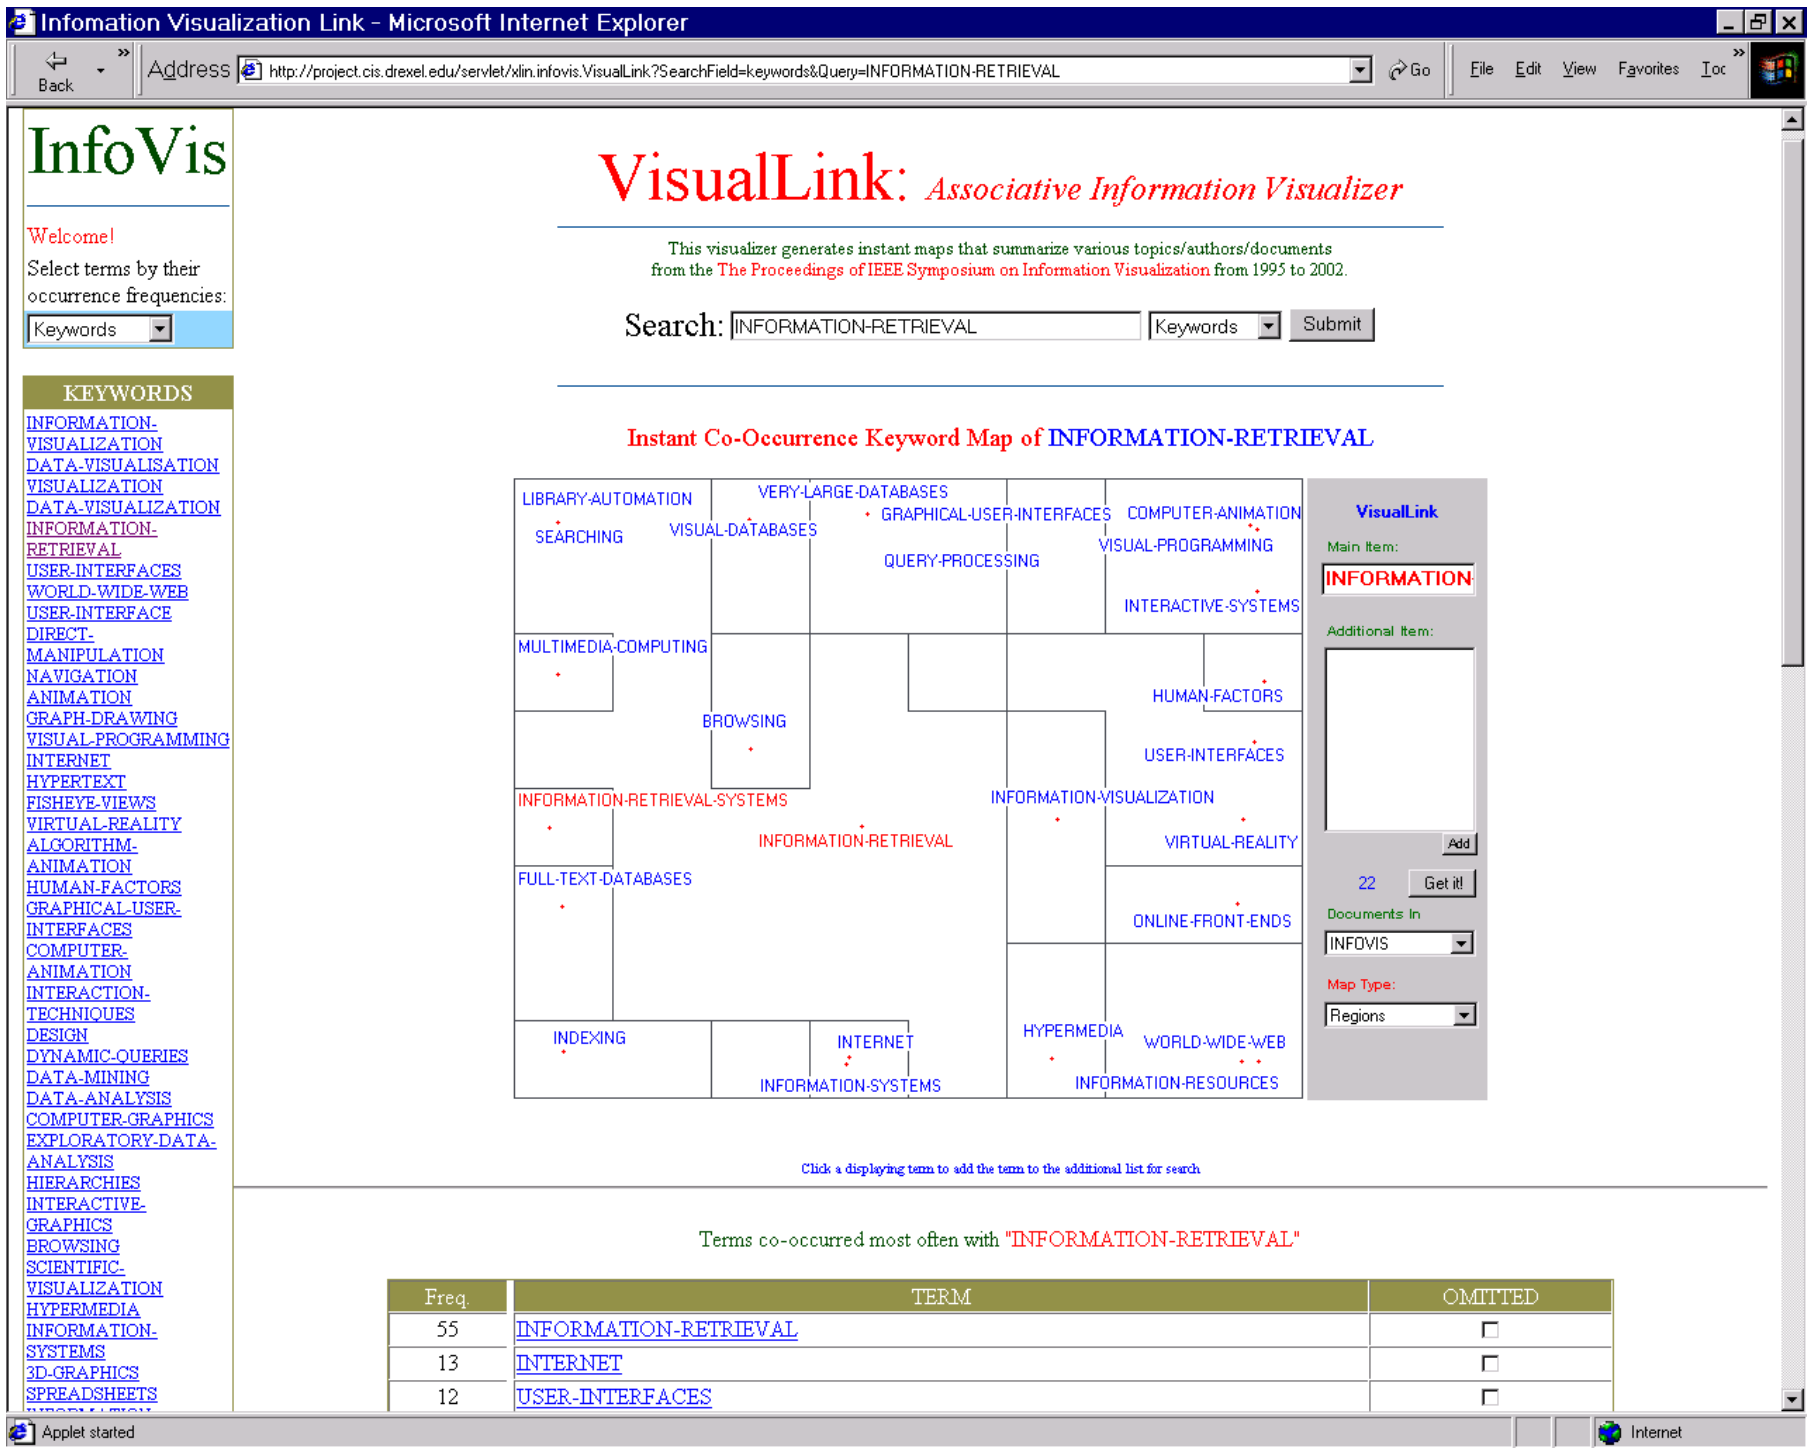 Infomation Visualization Link - Microsoft Internet Explorer
Back
Address
http://project.cis.drexel.edu/servlet/xlin.infovis.VisualLink?SearchField=keywords&Query=INFORMATION-RETRIEVAL
Go
File Edit View Favorites
InfoVis
Welcome!
Select terms by their
occurrence frequencies:
Keywords
KEYWORDS
INFORMATION-
VISUALIZATION
DATA-VISUALISATION
VISUALIZATION
DATA-VISUALIZATION
INFORMATION-
RETRIEVAL
USER-INTERFACES
WORLD-WIDE-WEB
USER-INTERFACE
DIRECT-
MANIPULATION
NAVIGATION
ANIMATION
GRAPH-DRAWING
VISUAL-PROGRAMMING
INTERNET
HYPERTEXT
FISHEYE-VIEWS
VIRTUAL-REALITY
ALGORITHM-
ANIMATION
HUMAN-FACTORS
GRAPHICAL-USER-
INTERFACES
COMPUTER-
ANIMATION
INTERACTION-
TECHNIQUES
DESIGN
DYNAMIC-QUERIES
DATA-MINING
DATA-ANALYSIS
COMPUTER-GRAPHICS
EXPLORATORY-DATA-
ANALYSIS
HIERARCHIES
INTERACTIVE-
GRAPHICS
BROWSING
SCIENTIFIC-
VISUALIZATION
HYPERMEDIA
INFORMATION-
SYSTEMS
3D-GRAPHICS
SPREADSHEETS
VisualLink: Associative Information Visualizer
This visualizer generates instant maps that summarize various topics/authors/documents
from the The Proceedings of IEEE Symposium on Information Visualization from 1995 to 2002.
Search: INFORMATION-RETRIEVAL Keywords Submit
Instant Co-Occurrence Keyword Map of INFORMATION-RETRIEVAL
LIBRARY-AUTOMATION
VERY-LARGE-DATABASES
GRAPHICAL-USER-INTERFACES
COMPUTER-ANIMATION
SEARCHING
VISUAL-DATABASES
VISUAL-PROGRAMMING
QUERY-PROCESSING
INTERACTIVE-SYSTEMS
MULTIMEDIA-COMPUTING
HUMAN-FACTORS
BROWSING
USER-INTERFACES
INFORMATION-RETRIEVAL-SYSTEMS
INFORMATION-VISUALIZATION
INFORMATION-RETRIEVAL
VIRTUAL-REALITY
FULL-TEXT-DATABASES
ONLINE-FRONT-ENDS
INDEXING
INTERNET
HYPERMEDIA
WORLD-WIDE-WEB
INFORMATION-SYSTEMS
INFORMATION-RESOURCES
VisualLink
Main Item:
INFORMATION-
Additional Item:
Add
22
Get it!
Documents In
INFOVIS
Map Type:
Regions
Click a displaying term to add the term to the additional list for search
Terms co-occurred most often with "INFORMATION-RETRIEVAL"
Freq. TERM OMITTED
55 INFORMATION-RETRIEVAL
13 INTERNET
12 USER-INTERFACES
Applet started
Internet